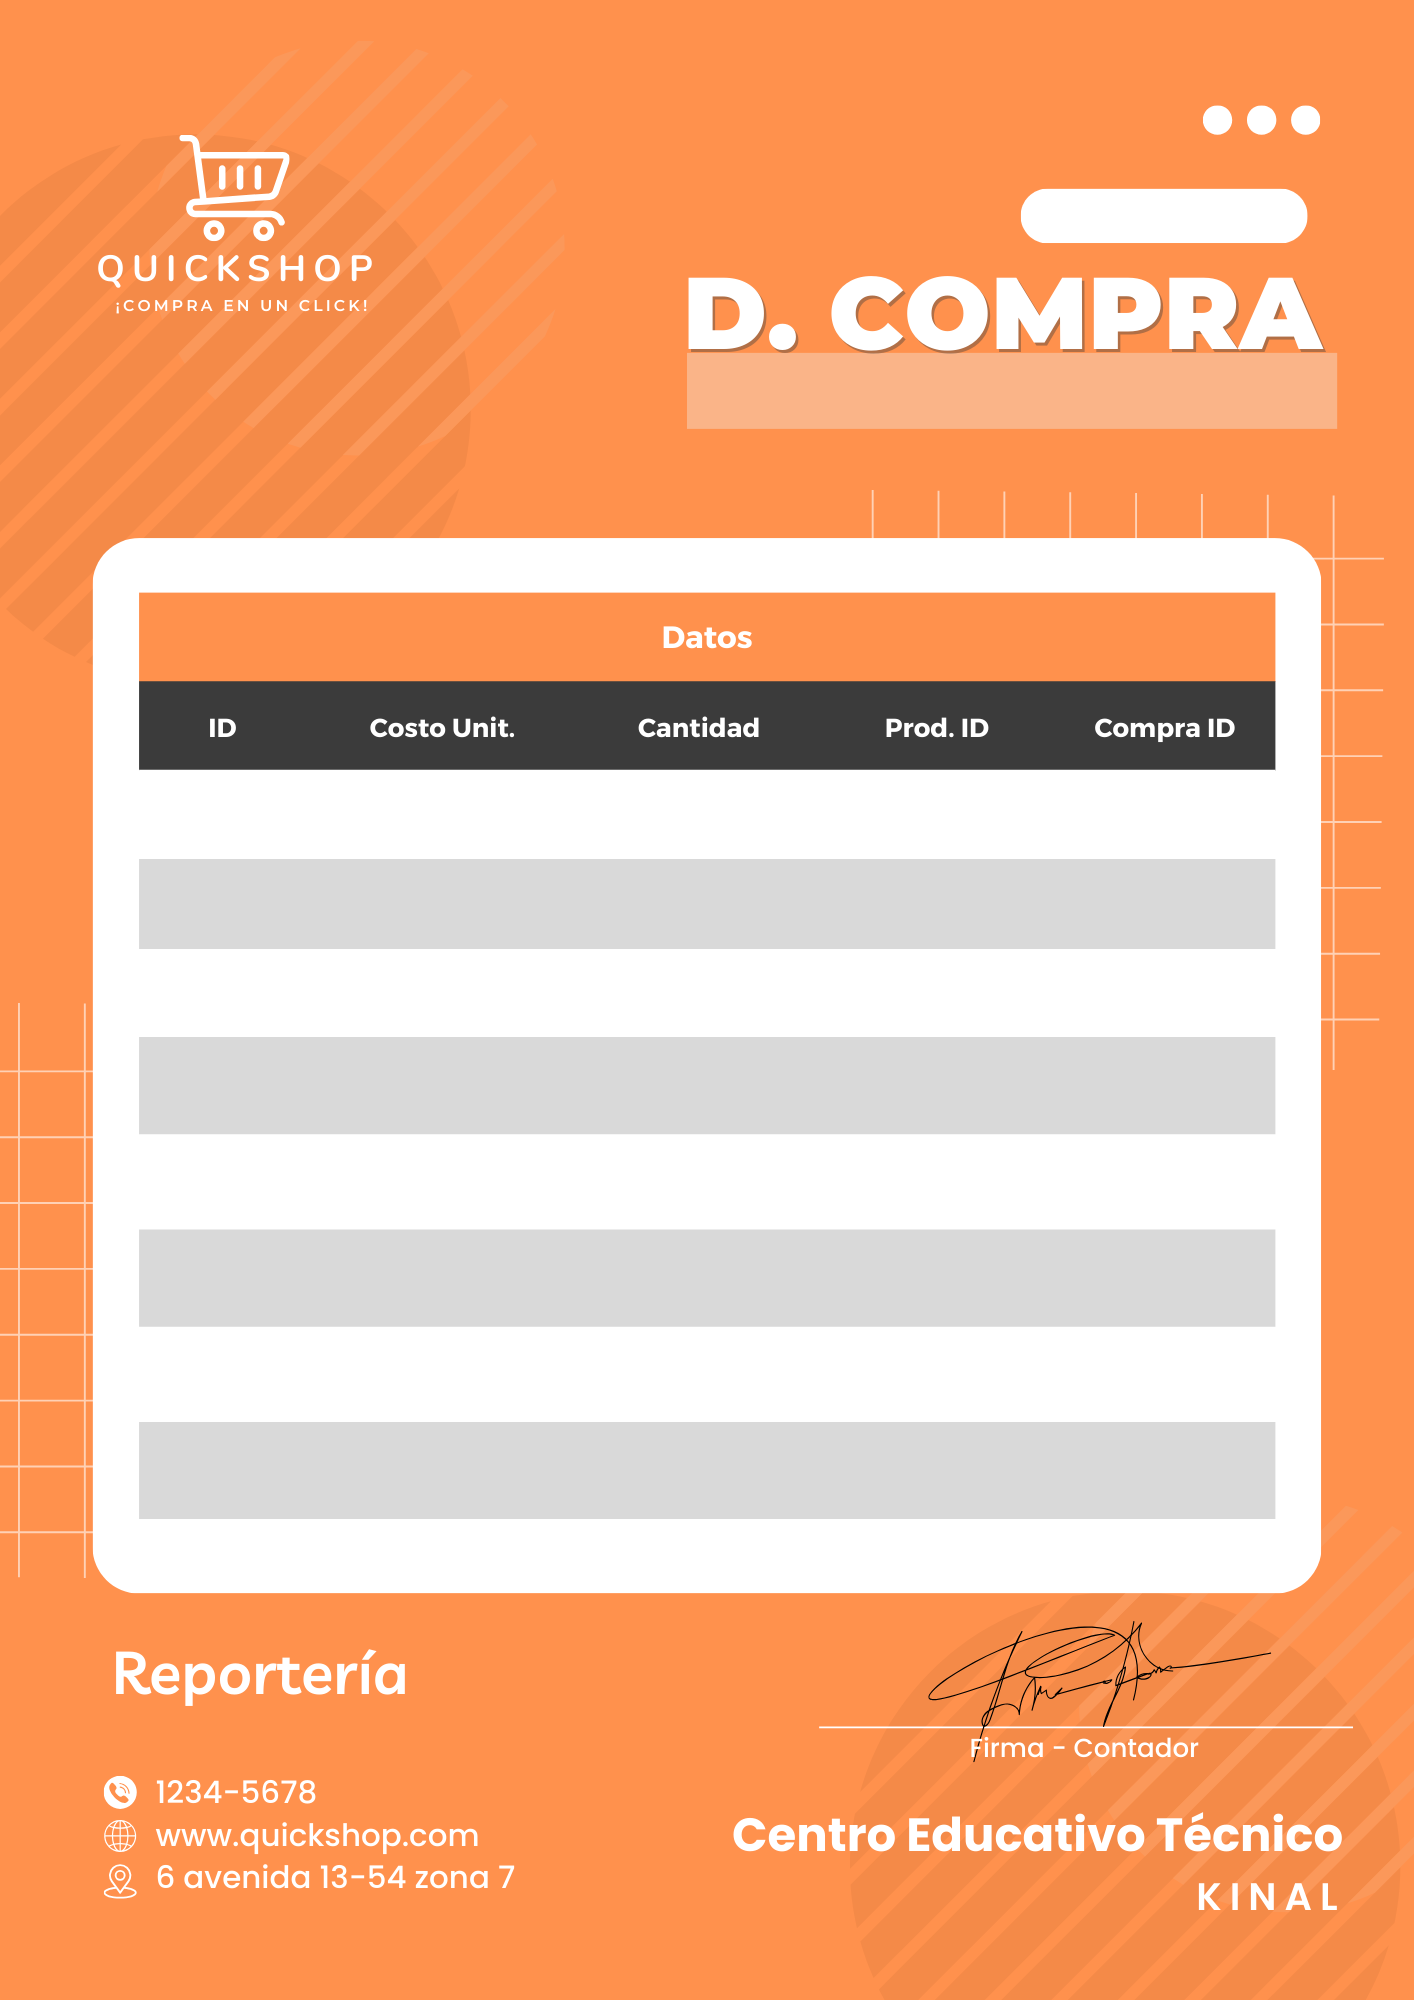 QUICKSHOP
¡COMPRA EN UN CLICK!
D. COMPRA
Datos
ID Costo Unit. Cantidad Prod. ID Compra ID
Reportería
Firma - Contador
1234-5678
www.quickshop.com
6 avenida 13-54 zona 7
Centro Educativo Técnico
KINAL